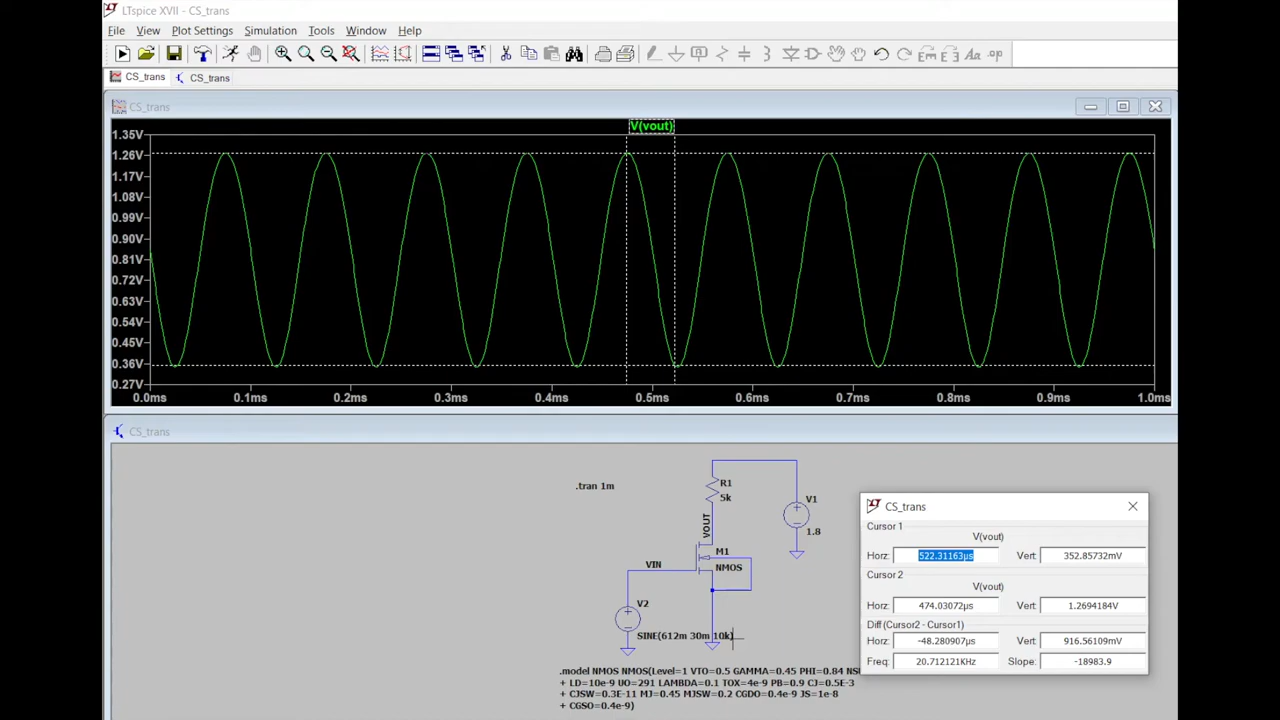 LTspice XVII - CS_trans
File View Plot Settings Simulation Tools Window Help
CS_trans CS_trans
CS_trans
V(vout)
1.35V
1.26V
1.17V
1.08V
0.99V
0.90V
0.81V
0.72V
0.63V
0.54V
0.45V
0.36V
0.27V
0.0ms 0.1ms 0.2ms 0.3ms 0.4ms 0.5ms 0.6ms 0.7ms 0.8ms 0.9ms 1.0ms
CS_trans
.tran 1m
R1
5k
V1
1.8
VOUT
M1
NMOS
VIN
V2
SINE(612m 30m 10k)
.model NMOS NMOS(Level=1 VTO=0.5 GAMMA=0.45 PHI=0.84
+ LD=10e-9 UO=291 LAMBDA=0.1 TOX=4e-9 PB=0.9 CJ=0.5E-3
+ CJSW=0.3E-11 MJ=0.45 MJSW=0.2 CGDO=0.4e-9 JS=1e-8
+ CGSO=0.4e-9)
CS_trans
Cursor 1
V(vout)
Horz: 522.31163µs Vert: 352.85732mV
Cursor 2
V(vout)
Horz: 474.03072µs Vert: 1.2694184V
Diff (Cursor2 - Cursor1)
Horz: -48.280907µs Vert: 916.56109mV
Freq: 20.712121KHz Slope: -18983.9